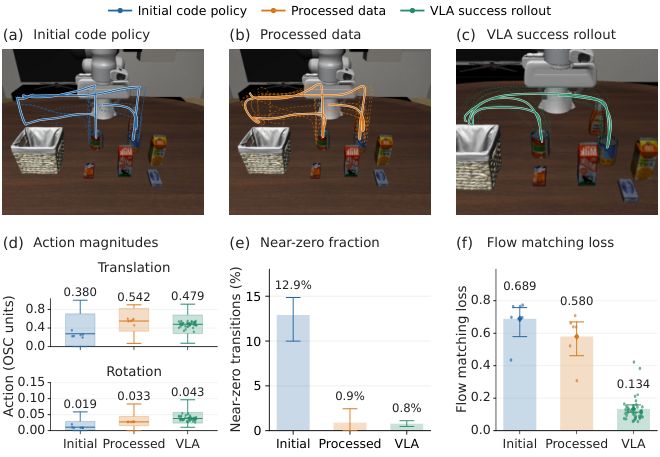 Initial code policy Processed data VLA success rollout
(a) Initial code policy (b) Processed data (c) VLA success rollout
(d) Action magnitudes (e) Near-zero fraction (f) Flow matching loss
Translation
Action (OSC units)
0.8
0.4
0.0
0.380 0.542 0.479
Rotation
0.15
0.10
0.05
0.00
0.019 0.033 0.043
Initial Processed VLA
Near-zero transitions (%)
15
10
5
0
12.9%
0.9% 0.8%
Initial Processed VLA
Flow matching loss
0.8
0.6
0.4
0.2
0.0
0.689
0.580
0.134
Initial Processed VLA